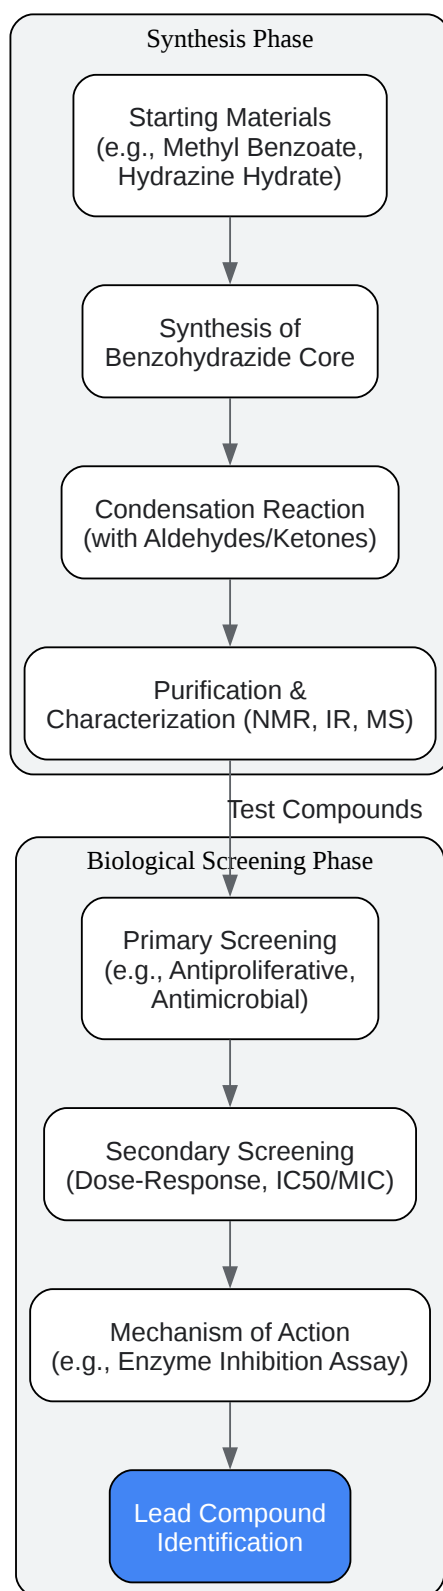 Synthesis Phase
Starting Materials
(e.g., Methyl Benzoate,
Hydrazine Hydrate)
Synthesis of
Benzohydrazide Core
Condensation Reaction
(with Aldehydes/Ketones)
Purification &
Characterization (NMR, IR, MS)
Test Compounds
Biological Screening Phase
Primary Screening
(e.g., Antiproliferative,
Antimicrobial)
Secondary Screening
(Dose-Response, IC50/MIC)
Mechanism of Action
(e.g., Enzyme Inhibition Assay)
Lead Compound
Identification